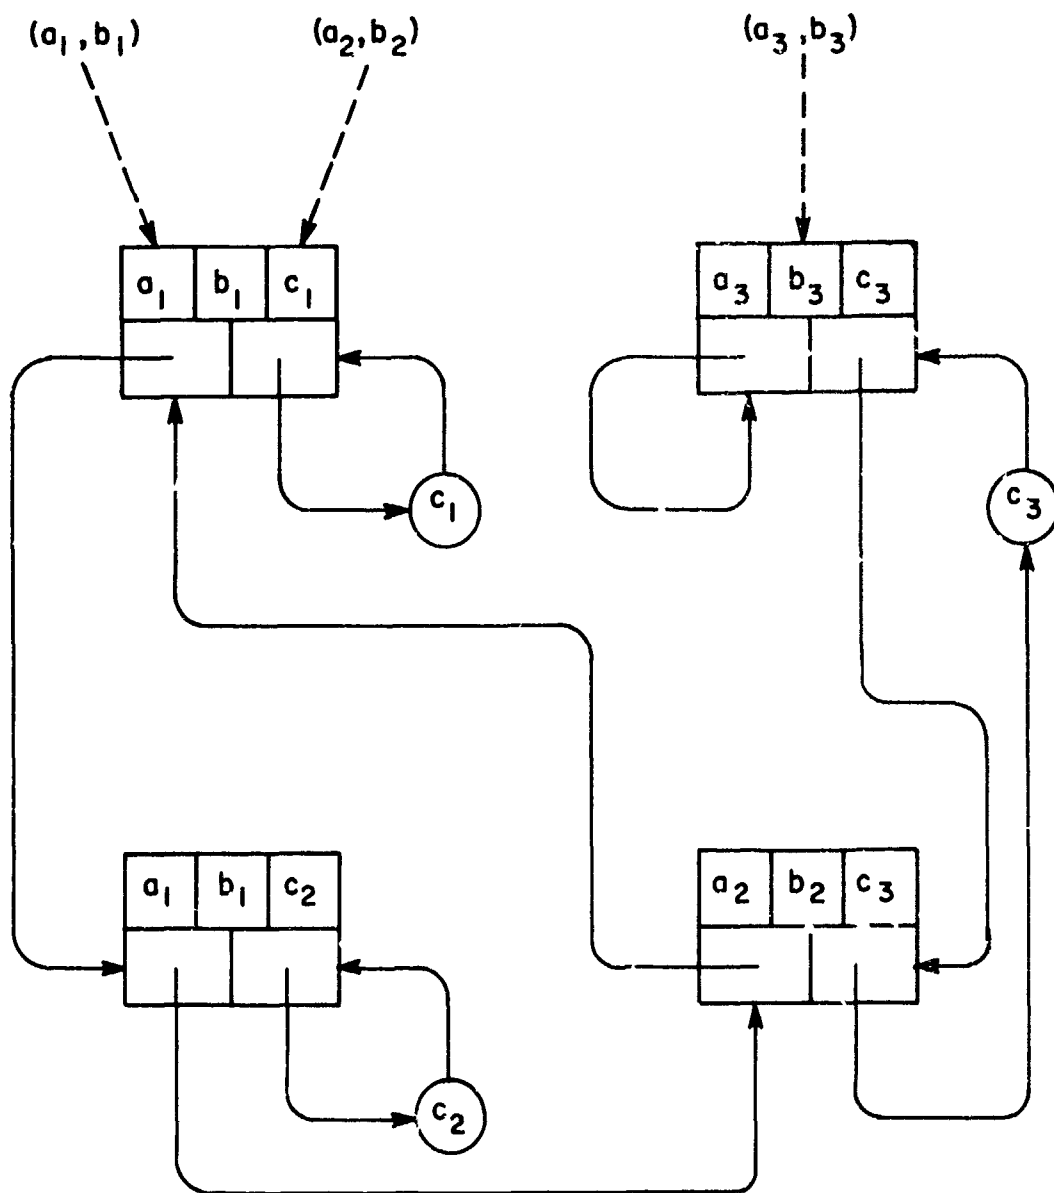 (a₁,b₁) (a₂,b₂) (a₃,b₃)
a₁ b₁ c₁ a₃ b₃ c₃
c₁ c₃
a₁ b₁ c₂ a₂ b₂ c₃
c₂